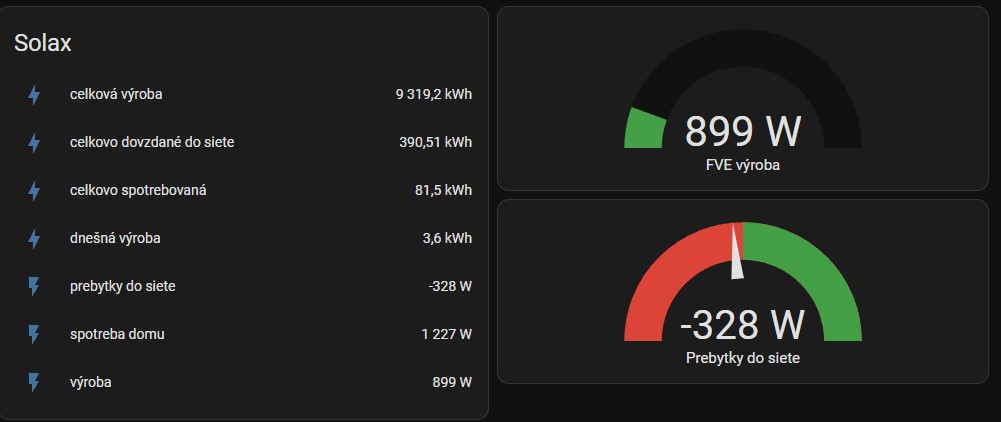 Solax
celková výroba 9 319,2 kWh
celkovo dovzdané do siete 390,51 kWh
celkovo spotrebovaná 81,5 kWh
dnešná výroba 3,6 kWh
prebytky do siete -328 W
spotreba domu 1 227 W
výroba 899 W
899 W
FVE výroba
-328 W
Prebytky do siete